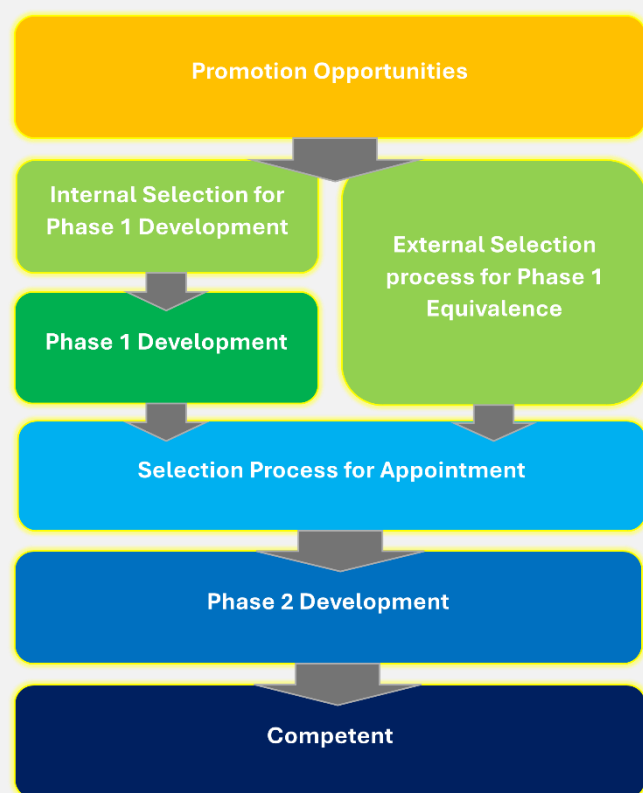 Promotion Opportunities
Internal Selection for
Phase 1 Development
External Selection
process for Phase 1
Equivalence
Phase 1 Development
Selection Process for Appointment
Phase 2 Development
Competent